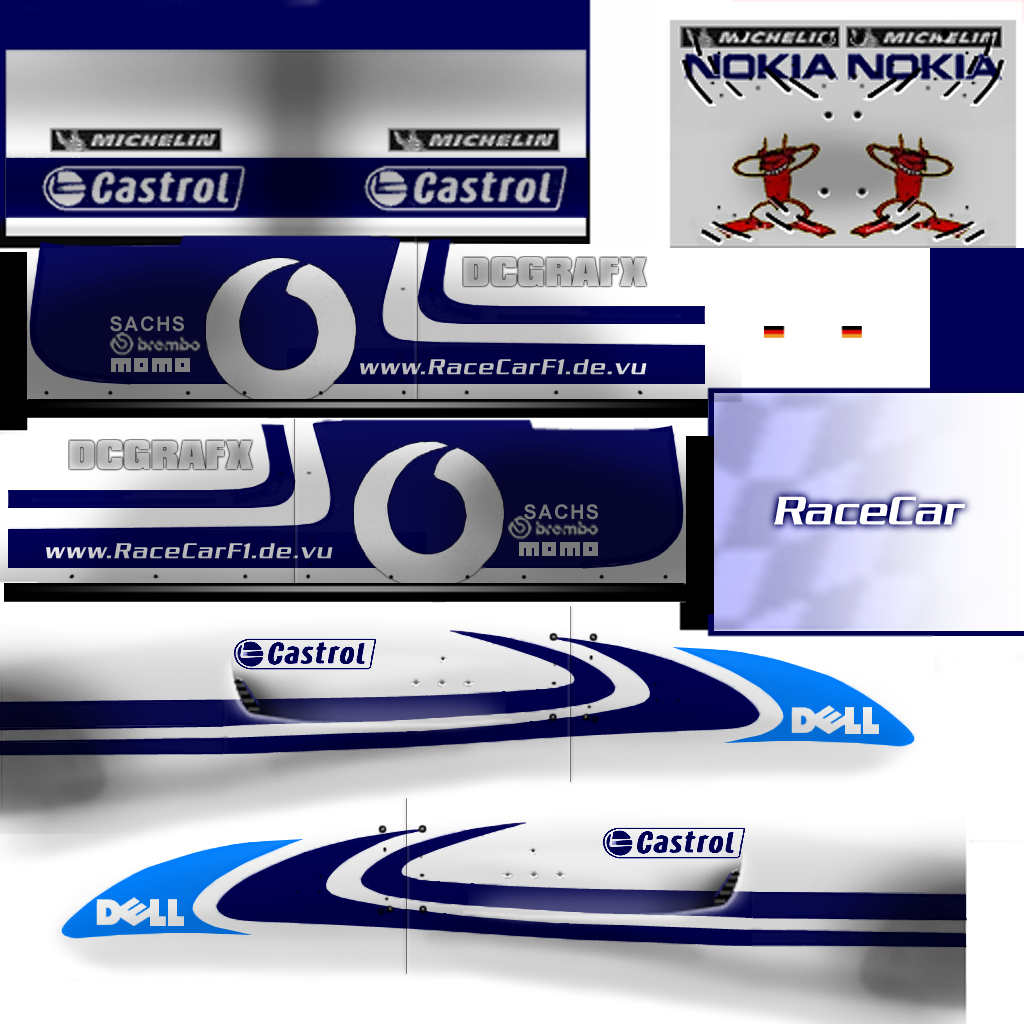 MICHELIN MICHELIN
NOKIA NOKIA
MICHELIN MICHELIN
Castrol Castrol
DCGRAFX
SACHS
brembo
momo
www.RaceCarF1.de.vu
DCGRAFX
SACHS
brembo
momo
www.RaceCarF1.de.vu
RaceCar
Castrol
DELL
Castrol
DELL